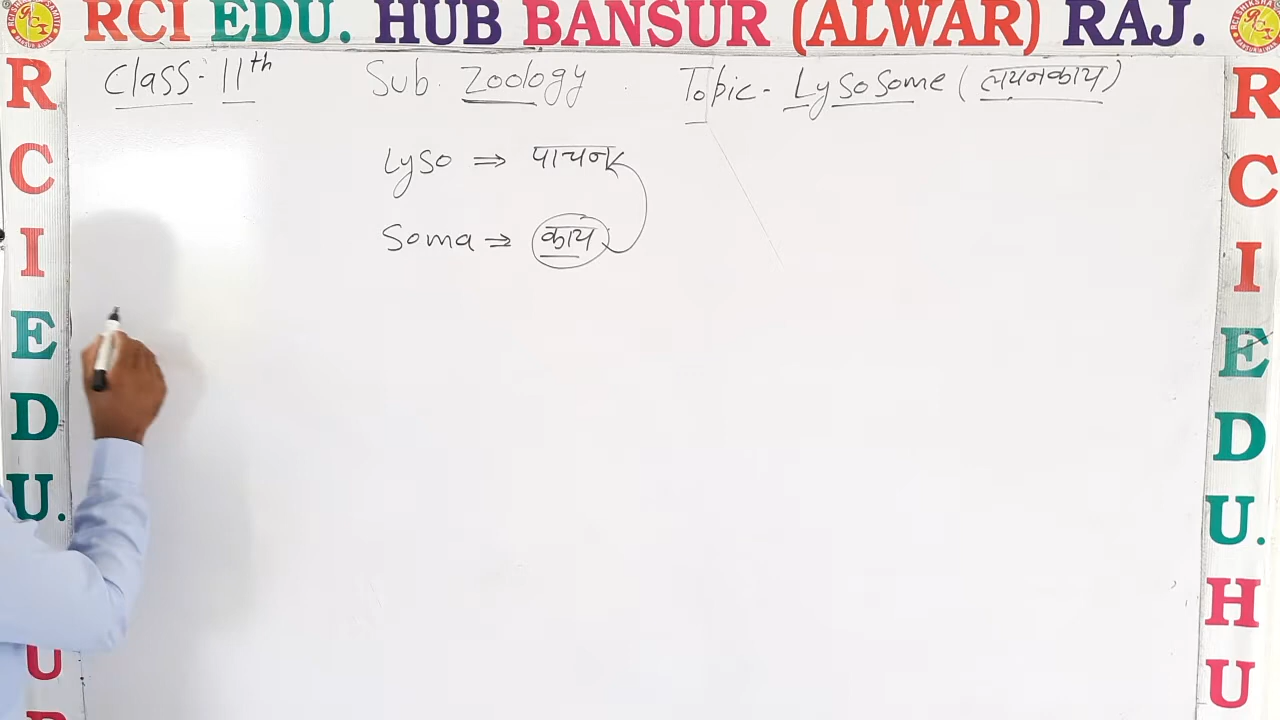 RCI EDU. HUB BANSUR (ALWAR) RAJ.
Class:- 11th Sub. Zoology Topic- Lysosome (लयनकाय)
Lyso ⇒ पाचन
Soma ⇒ काय
R
C
I
E
D
U.
U
R
C
I
E
D
U.
H
U